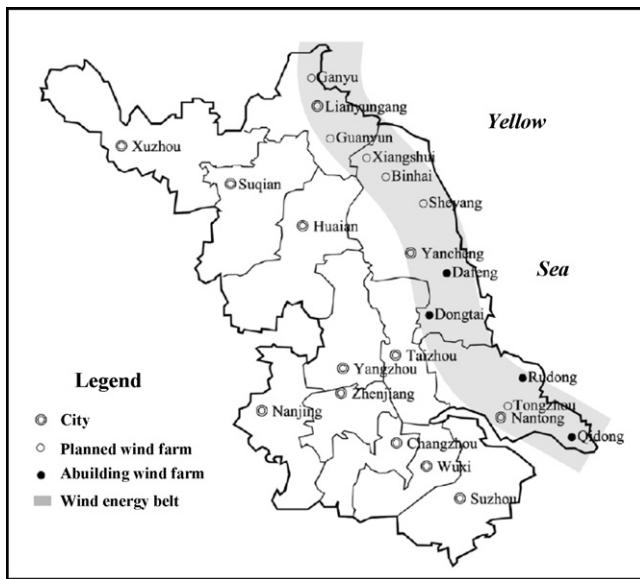 Ganyu
Lianyungang
Yellow
Guanyun
Xuzhou
Xiangshui
Binhai
Suqian
Sheyang
Huaian
Yancheng
Sea
Dafeng
Dongtai
Taizhou
Yangzhou
Rudong
Legend
Zhenjiang
Tongzhou
Nanjing
Nantong
City
Qidong
Changzhou
Planned wind farm
Wuxi
Abuilding wind farm
Suzhou
Wind energy belt